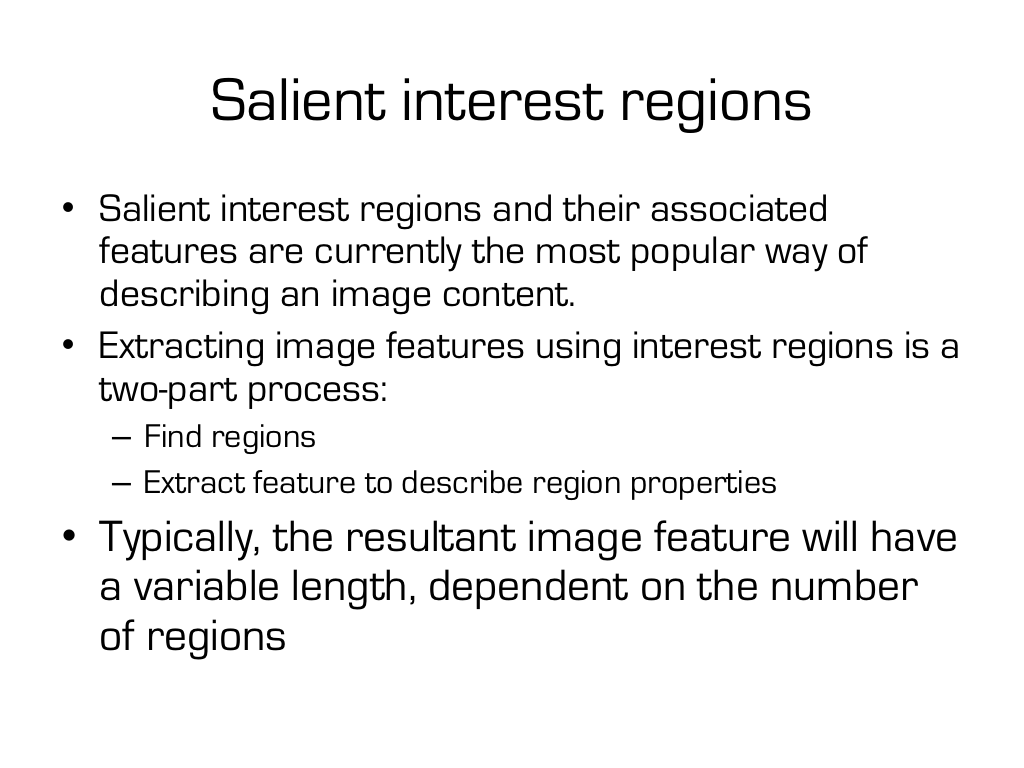 Salient interest regions
• Salient interest regions and their associated
features are currently the most popular way of
describing an image content.
• Extracting image features using interest regions is a
two-part process:
– Find regions
– Extract feature to describe region properties
• Typically, the resultant image feature will have
a variable length, dependent on the number
of regions